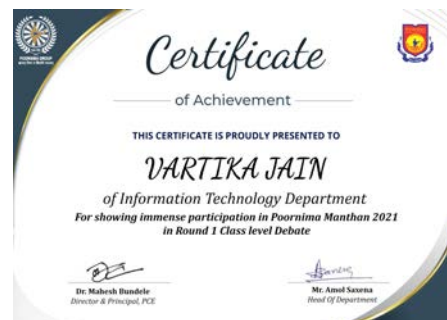 POORNIMA GROUP
Certificate
of Achievement
THIS CERTIFICATE IS PROUDLY PRESENTED TO
VARTIKA JAIN
of Information Technology Department
For showing immense participation in Poornima Manthan 2021
in Round 1 Class level Debate
Dr. Mahesh Bundele
Director & Principal, PCE
Mr. Amol Saxena
Head Of Department